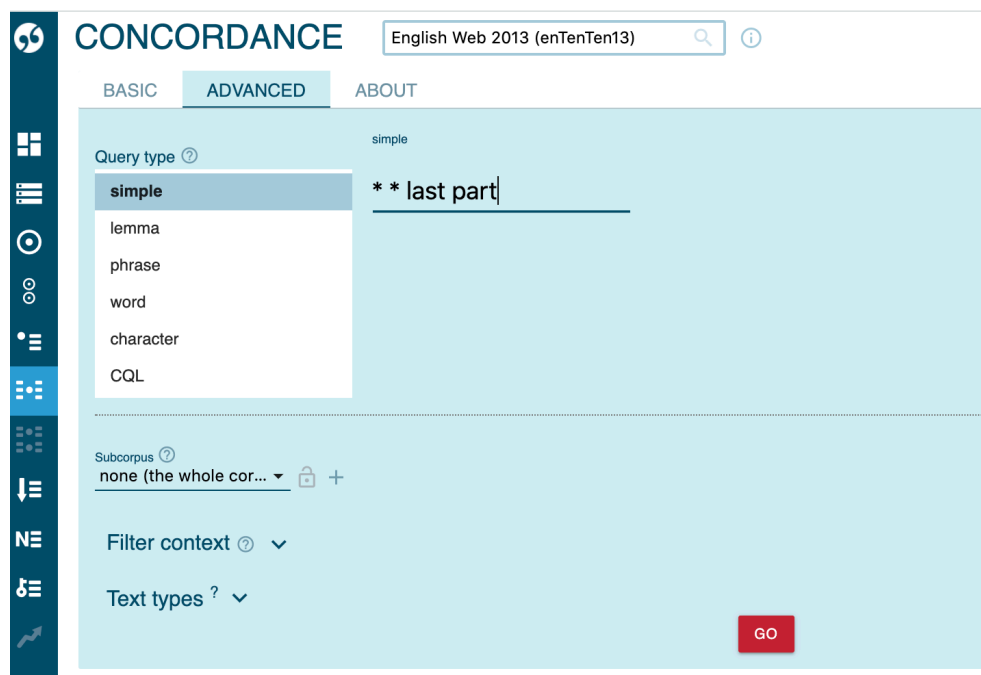 CONCORDANCE
English Web 2013 (enTenTen13)
BASIC ADVANCED ABOUT
simple
Query type ?
simple
* * last part
lemma
phrase
word
character
CQL
Subcorpus ?
none (the whole cor...
Filter context ?
Text types ?
GO